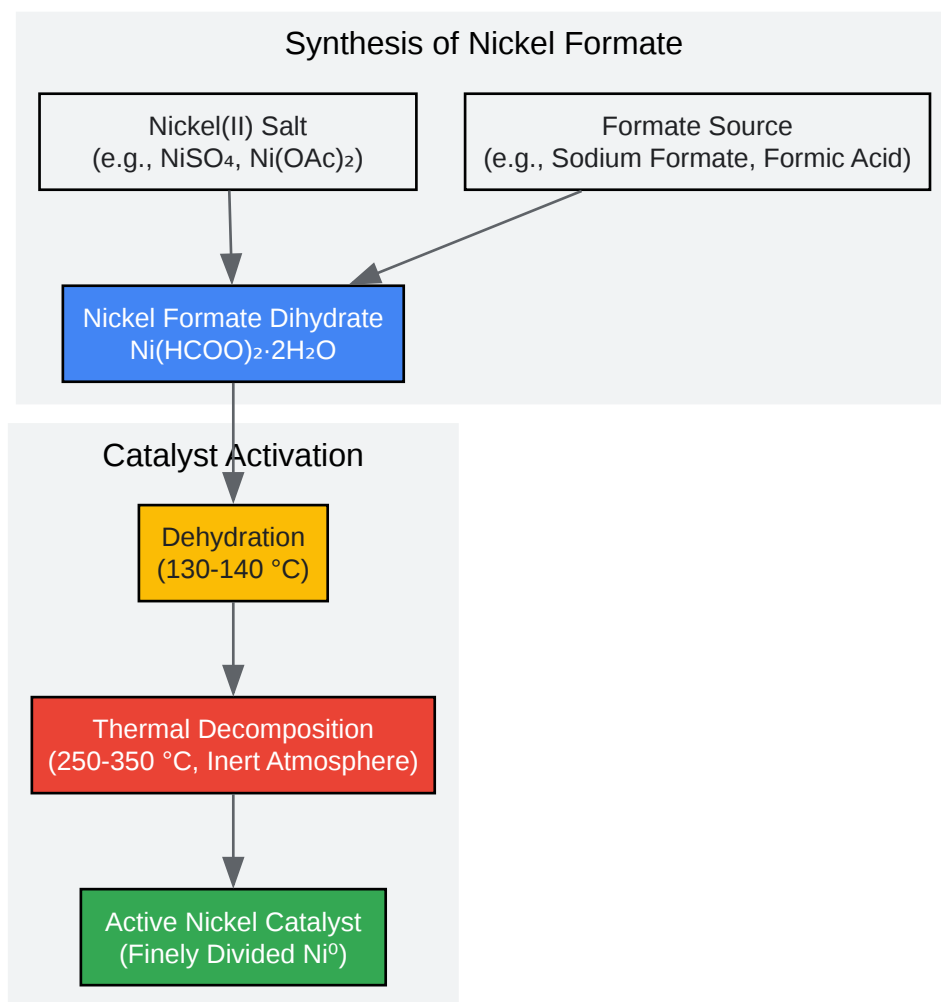 Synthesis of Nickel Formate
Nickel(II) Salt
(e.g., NiSO₄, Ni(OAc)₂)
Formate Source
(e.g., Sodium Formate, Formic Acid)
Nickel Formate Dihydrate
Ni(HCOO)₂·2H₂O
Catalyst Activation
Dehydration
(130-140 °C)
Thermal Decomposition
(250-350 °C, Inert Atmosphere)
Active Nickel Catalyst
(Finely Divided Ni⁰)